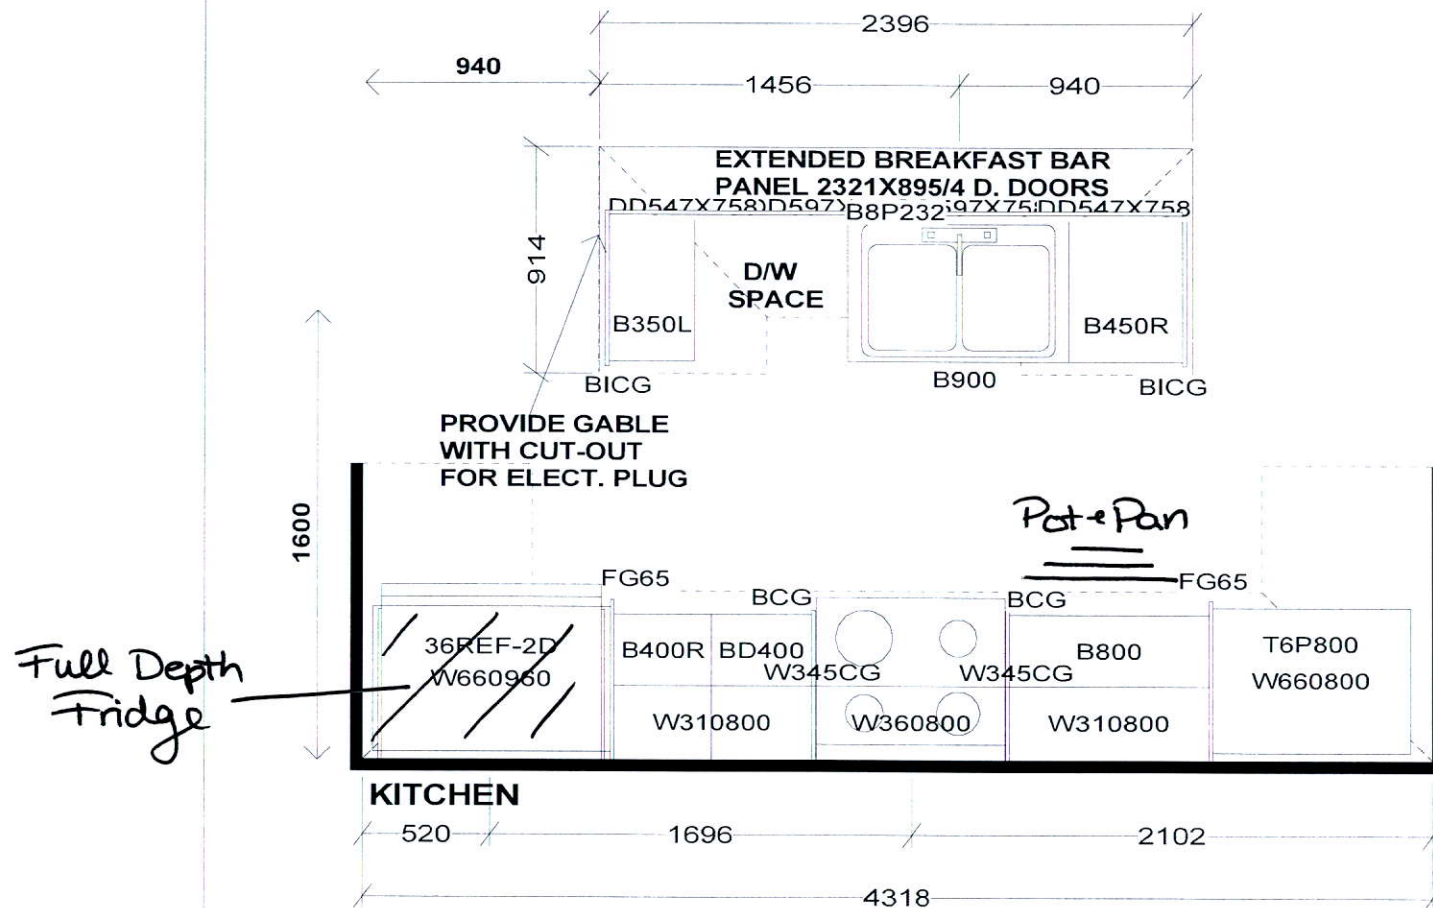 2396
940
1456
940
EXTENDED BREAKFAST BAR
PANEL 2321X895/4 D. DOORS
DD547X758
B8P232
DD547X758
914
D/W
SPACE
B350L
B450R
BICG
B900
BICG
PROVIDE GABLE
WITH CUT-OUT
FOR ELECT. PLUG
1600
Pot & Pan
FG65
BCG
BCG
FG65
36REF-2D
W660960
B400R
BD400
W345CG
W345CG
B800
T6P800
W660800
Full Depth
Fridge
W310800
W360800
W310800
KITCHEN
520
1696
2102
4318